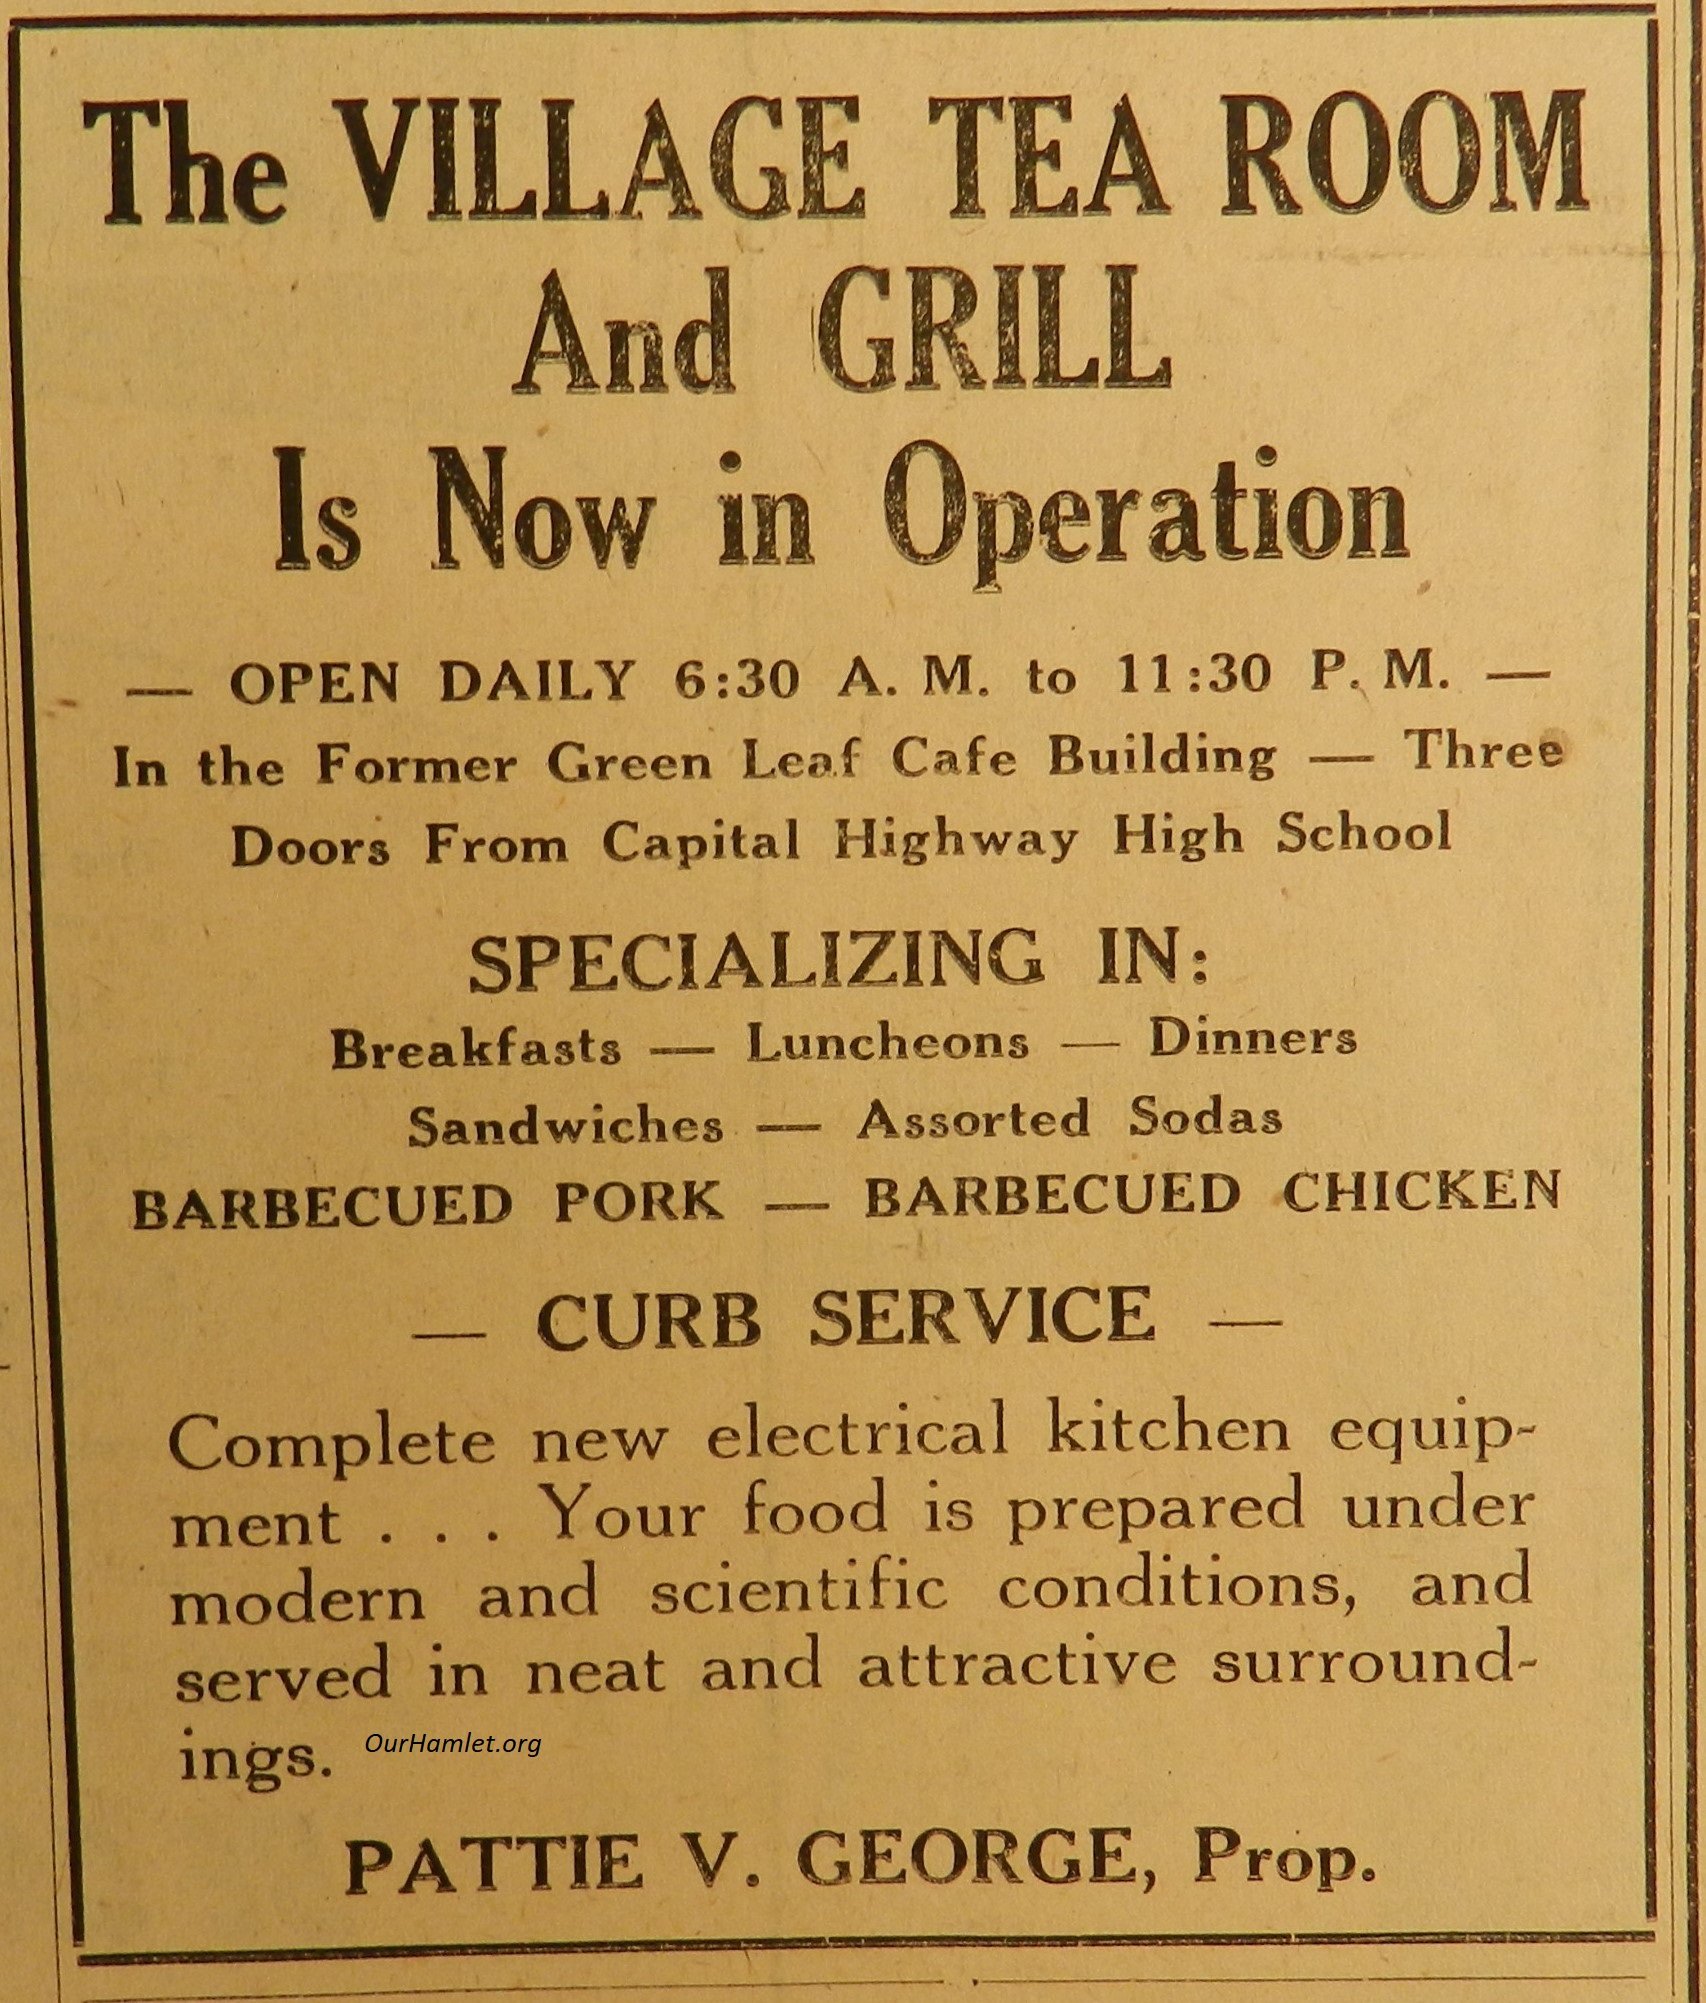 The VILLAGE TEA ROOM
And GRILL
Is Now in Operation
— OPEN DAILY 6:30 A. M. to 11:30 P. M. —
In the Former Green Leaf Cafe Building — Three
Doors From Capital Highway High School
SPECIALIZING IN:
Breakfasts — Luncheons — Dinners
Sandwiches — Assorted Sodas
BARBECUED PORK — BARBECUED CHICKEN
— CURB SERVICE —
Complete new electrical kitchen equip-
ment . . . Your food is prepared under
modern and scientific conditions, and
served in neat and attractive surround-
ings. OurHamlet.org
PATTIE V. GEORGE, Prop.